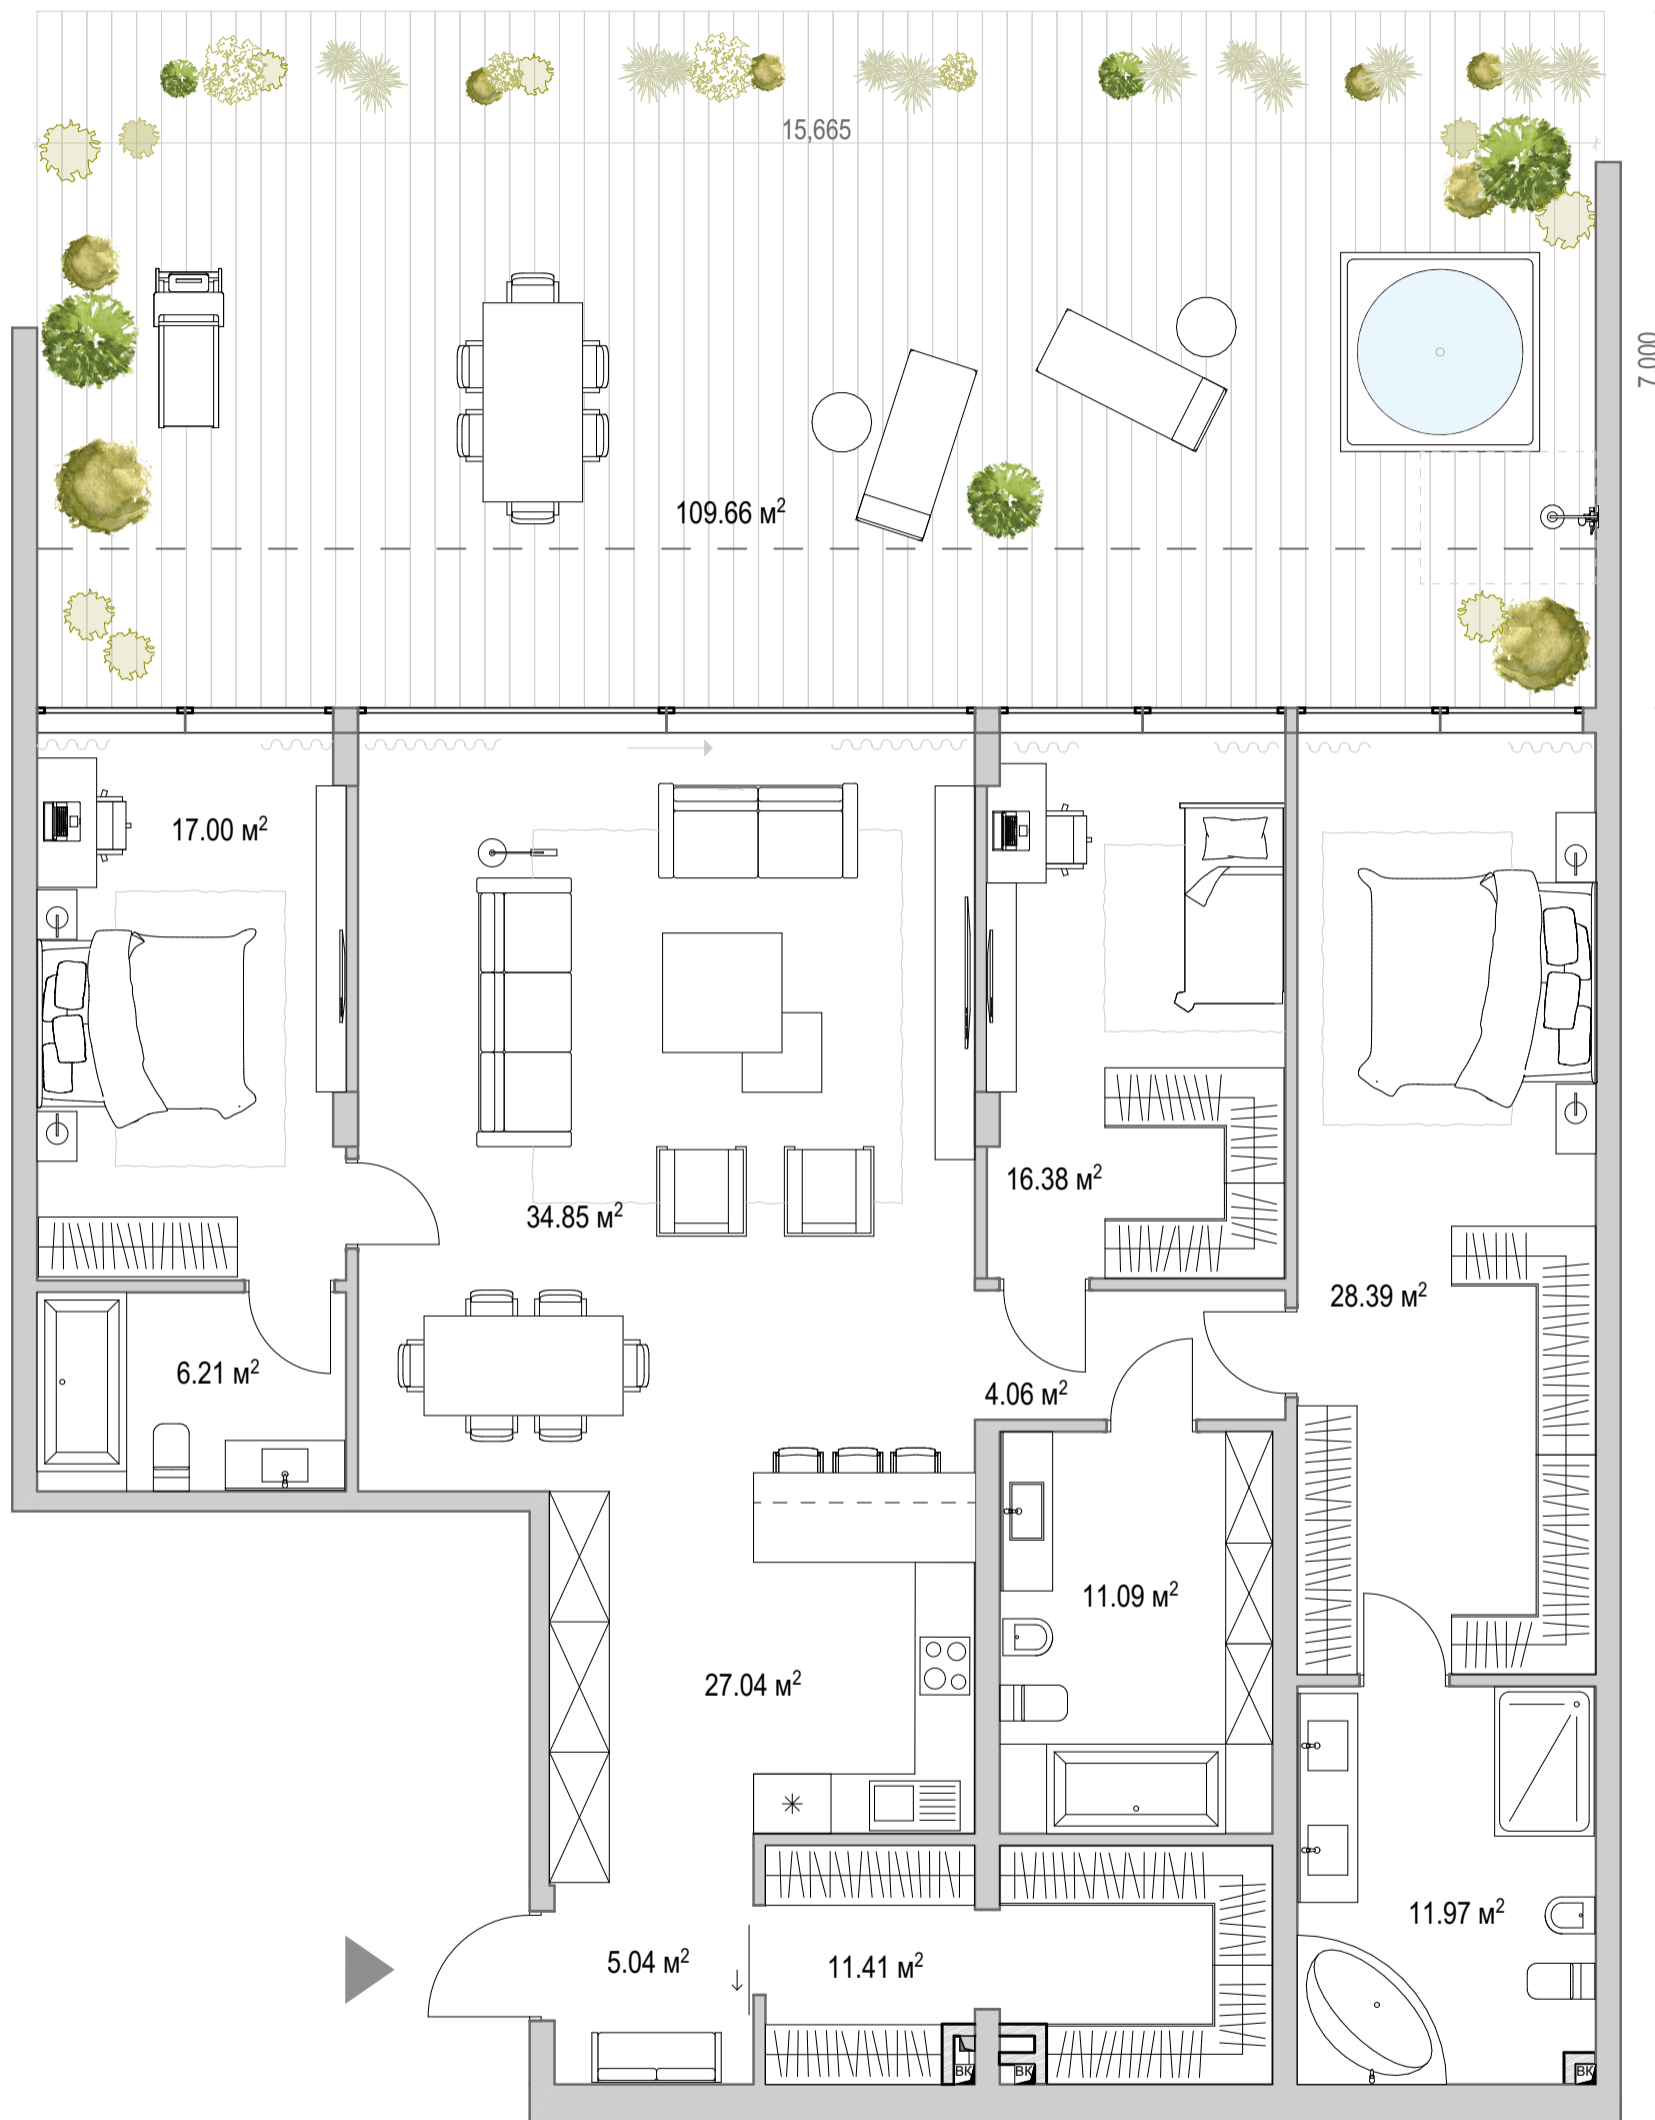 15,665
7,000
109.66 м²
17.00 м²
16.38 м²
34.85 м²
28.39 м²
6.21 м²
4.06 м²
11.09 м²
27.04 м²
11.97 м²
5.04 м²
11.41 м²
ВК
ВК
ВК